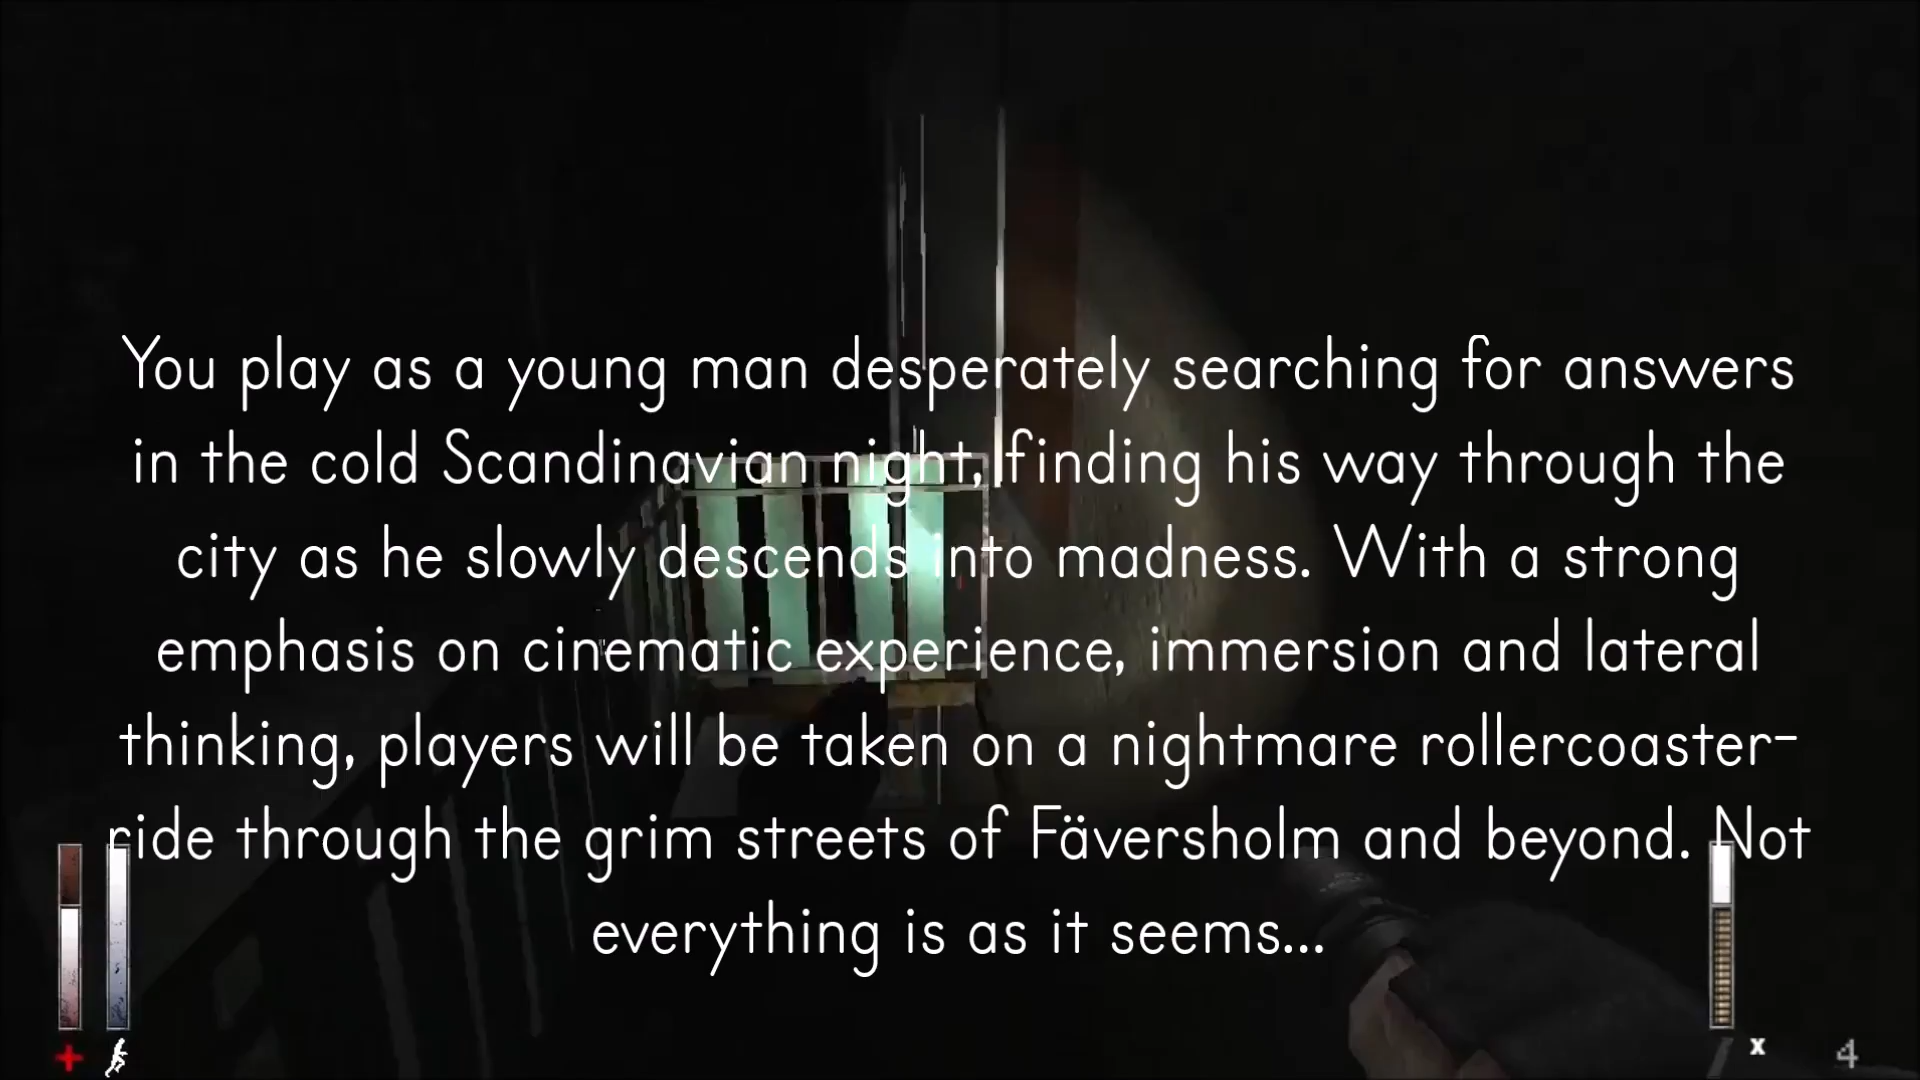 You play as a young man desperately searching for answers
in the cold Scandinavian night, finding his way through the
city as he slowly descends into madness. With a strong
emphasis on cinematic experience, immersion and lateral
thinking, players will be taken on a nightmare rollercoaster-
ride through the grim streets of Fäversholm and beyond. Not
everything is as it seems...
x 4